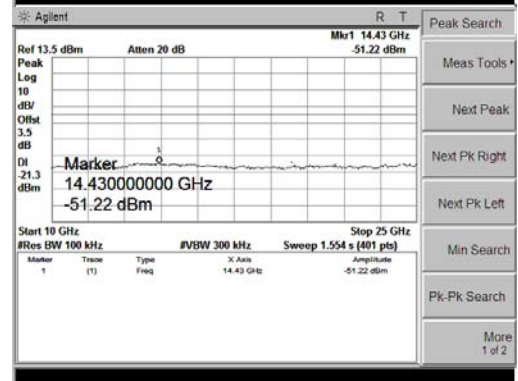 Agilent
R T
Peak Search
Mkr1 14.43 GHz
Ref 13.5 dBm
Atten 20 dB
-51.22 dBm
Peak
Log
10
dB/
Offst
3.5
dB
DI
-21.3
dBm
1
Marker
14.430000000 GHz
-51.22 dBm
Start 10 GHz
Stop 25 GHz
#Res BW 100 kHz
#VBW 300 kHz
Sweep 1.554 s (401 pts)
Marker Trace Type X Axis Amplitude
1 (1) Freq 14.43 GHz -51.22 dBm
Meas Tools
Next Peak
Next Pk Right
Next Pk Left
Min Search
Pk-Pk Search
More
1 of 2